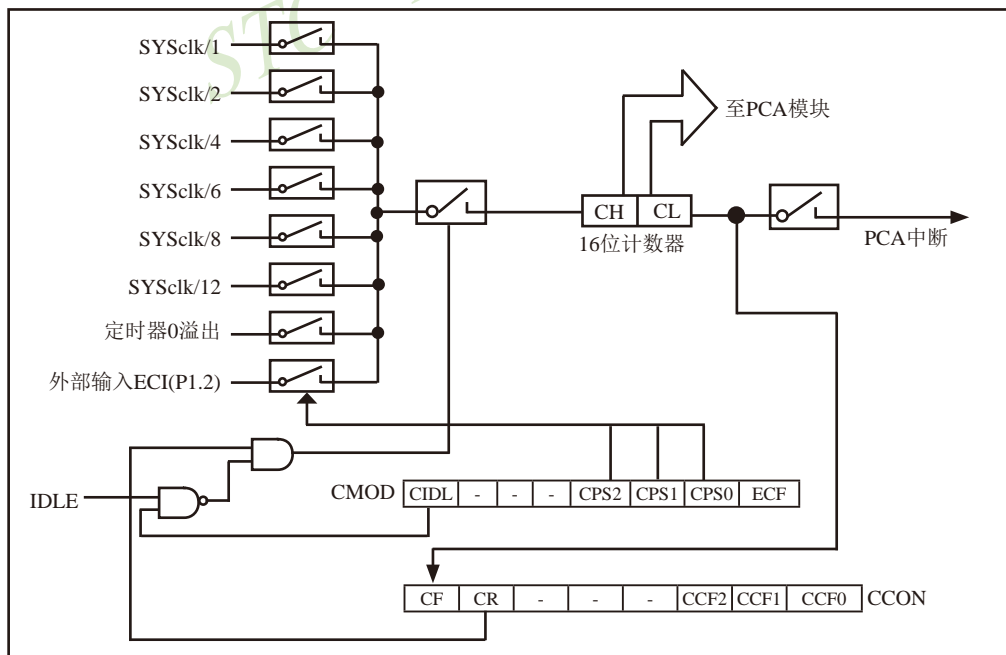 STC
SYSclk/1
SYSclk/2
SYSclk/4
SYSclk/6
SYSclk/8
SYSclk/12
定时器0溢出
外部输入ECI(P1.2)
至PCA模块
CH CL
16位计数器
PCA中断
IDLE
CMOD CIDL - - - CPS2 CPS1 CPS0 ECF
CF CR - - - CCF2 CCF1 CCF0 CCON